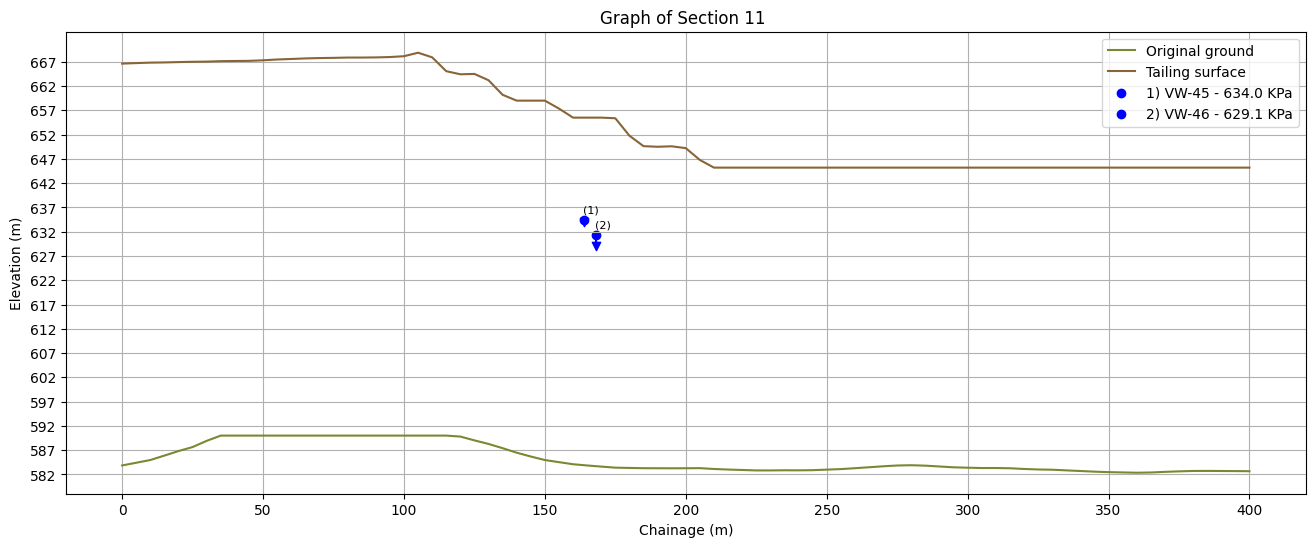 Graph of Section 11
Original ground
Tailing surface
1) VW-45 - 634.0 KPa
2) VW-46 - 629.1 KPa
667
662
657
652
647
642
637
632
627
622
617
612
607
602
597
592
587
582
Elevation (m)
(1)
(2)
0 50 100 150 200 250 300 350 400
Chainage (m)